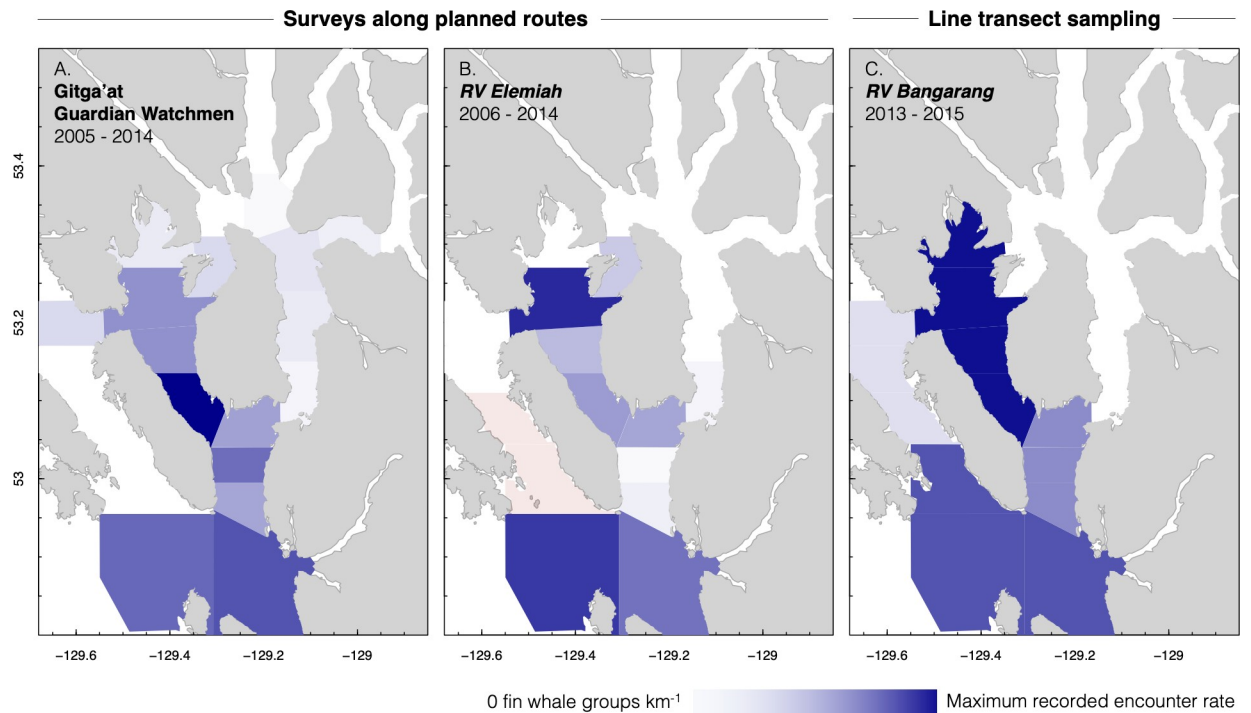 Surveys along planned routes
Line transect sampling
A.
Gitga'at
Guardian Watchmen
2005 - 2014
B.
RV Elemiah
2006 - 2014
C.
RV Bangarang
2013 - 2015
53.4
53.2
53
−129.6 −129.4 −129.2 −129
−129.6 −129.4 −129.2 −129
−129.6 −129.4 −129.2 −129
0 fin whale groups km⁻¹ Maximum recorded encounter rate